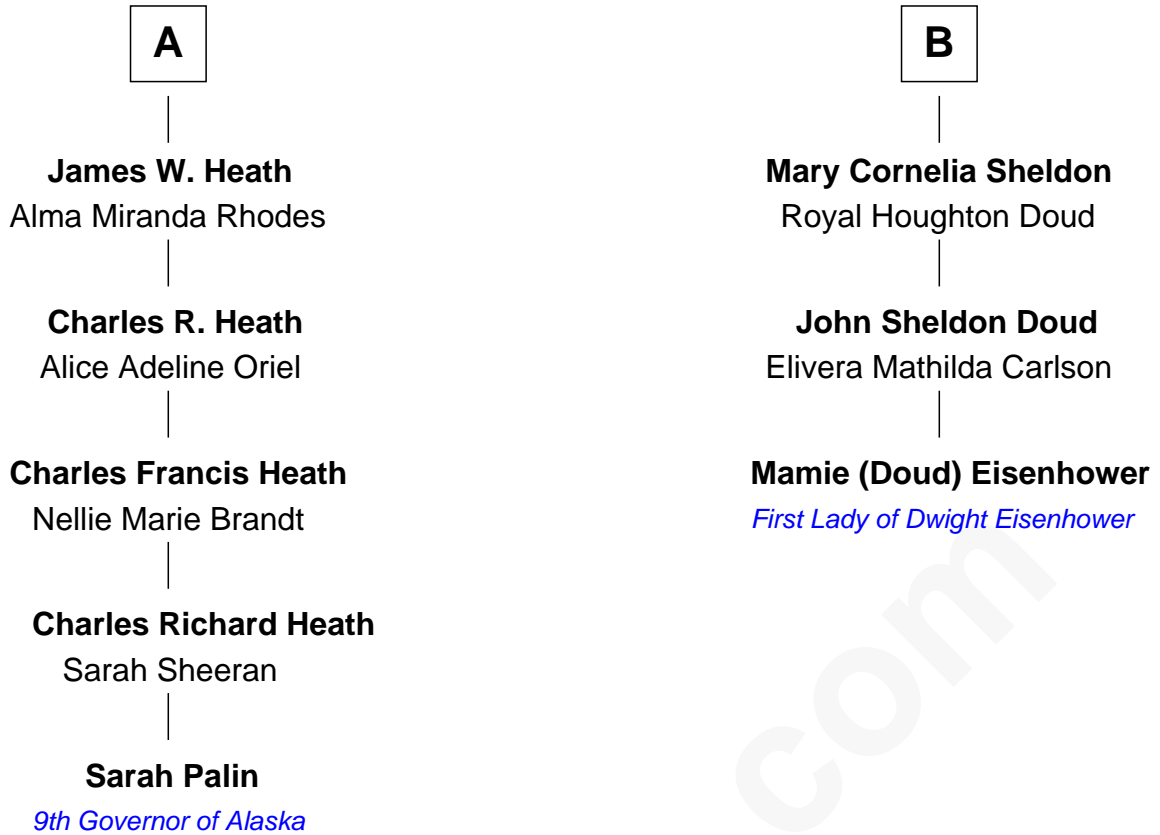 A
James W. Heath
Alma Miranda Rhodes
Charles R. Heath
Alice Adeline Oriel
Charles Francis Heath
Nellie Marie Brandt
Charles Richard Heath
Sarah Sheeran
Sarah Palin
9th Governor of Alaska
B
Mary Cornelia Sheldon
Royal Houghton Doud
John Sheldon Doud
Elivera Mathilda Carlson
Mamie (Doud) Eisenhower
First Lady of Dwight Eisenhower
com